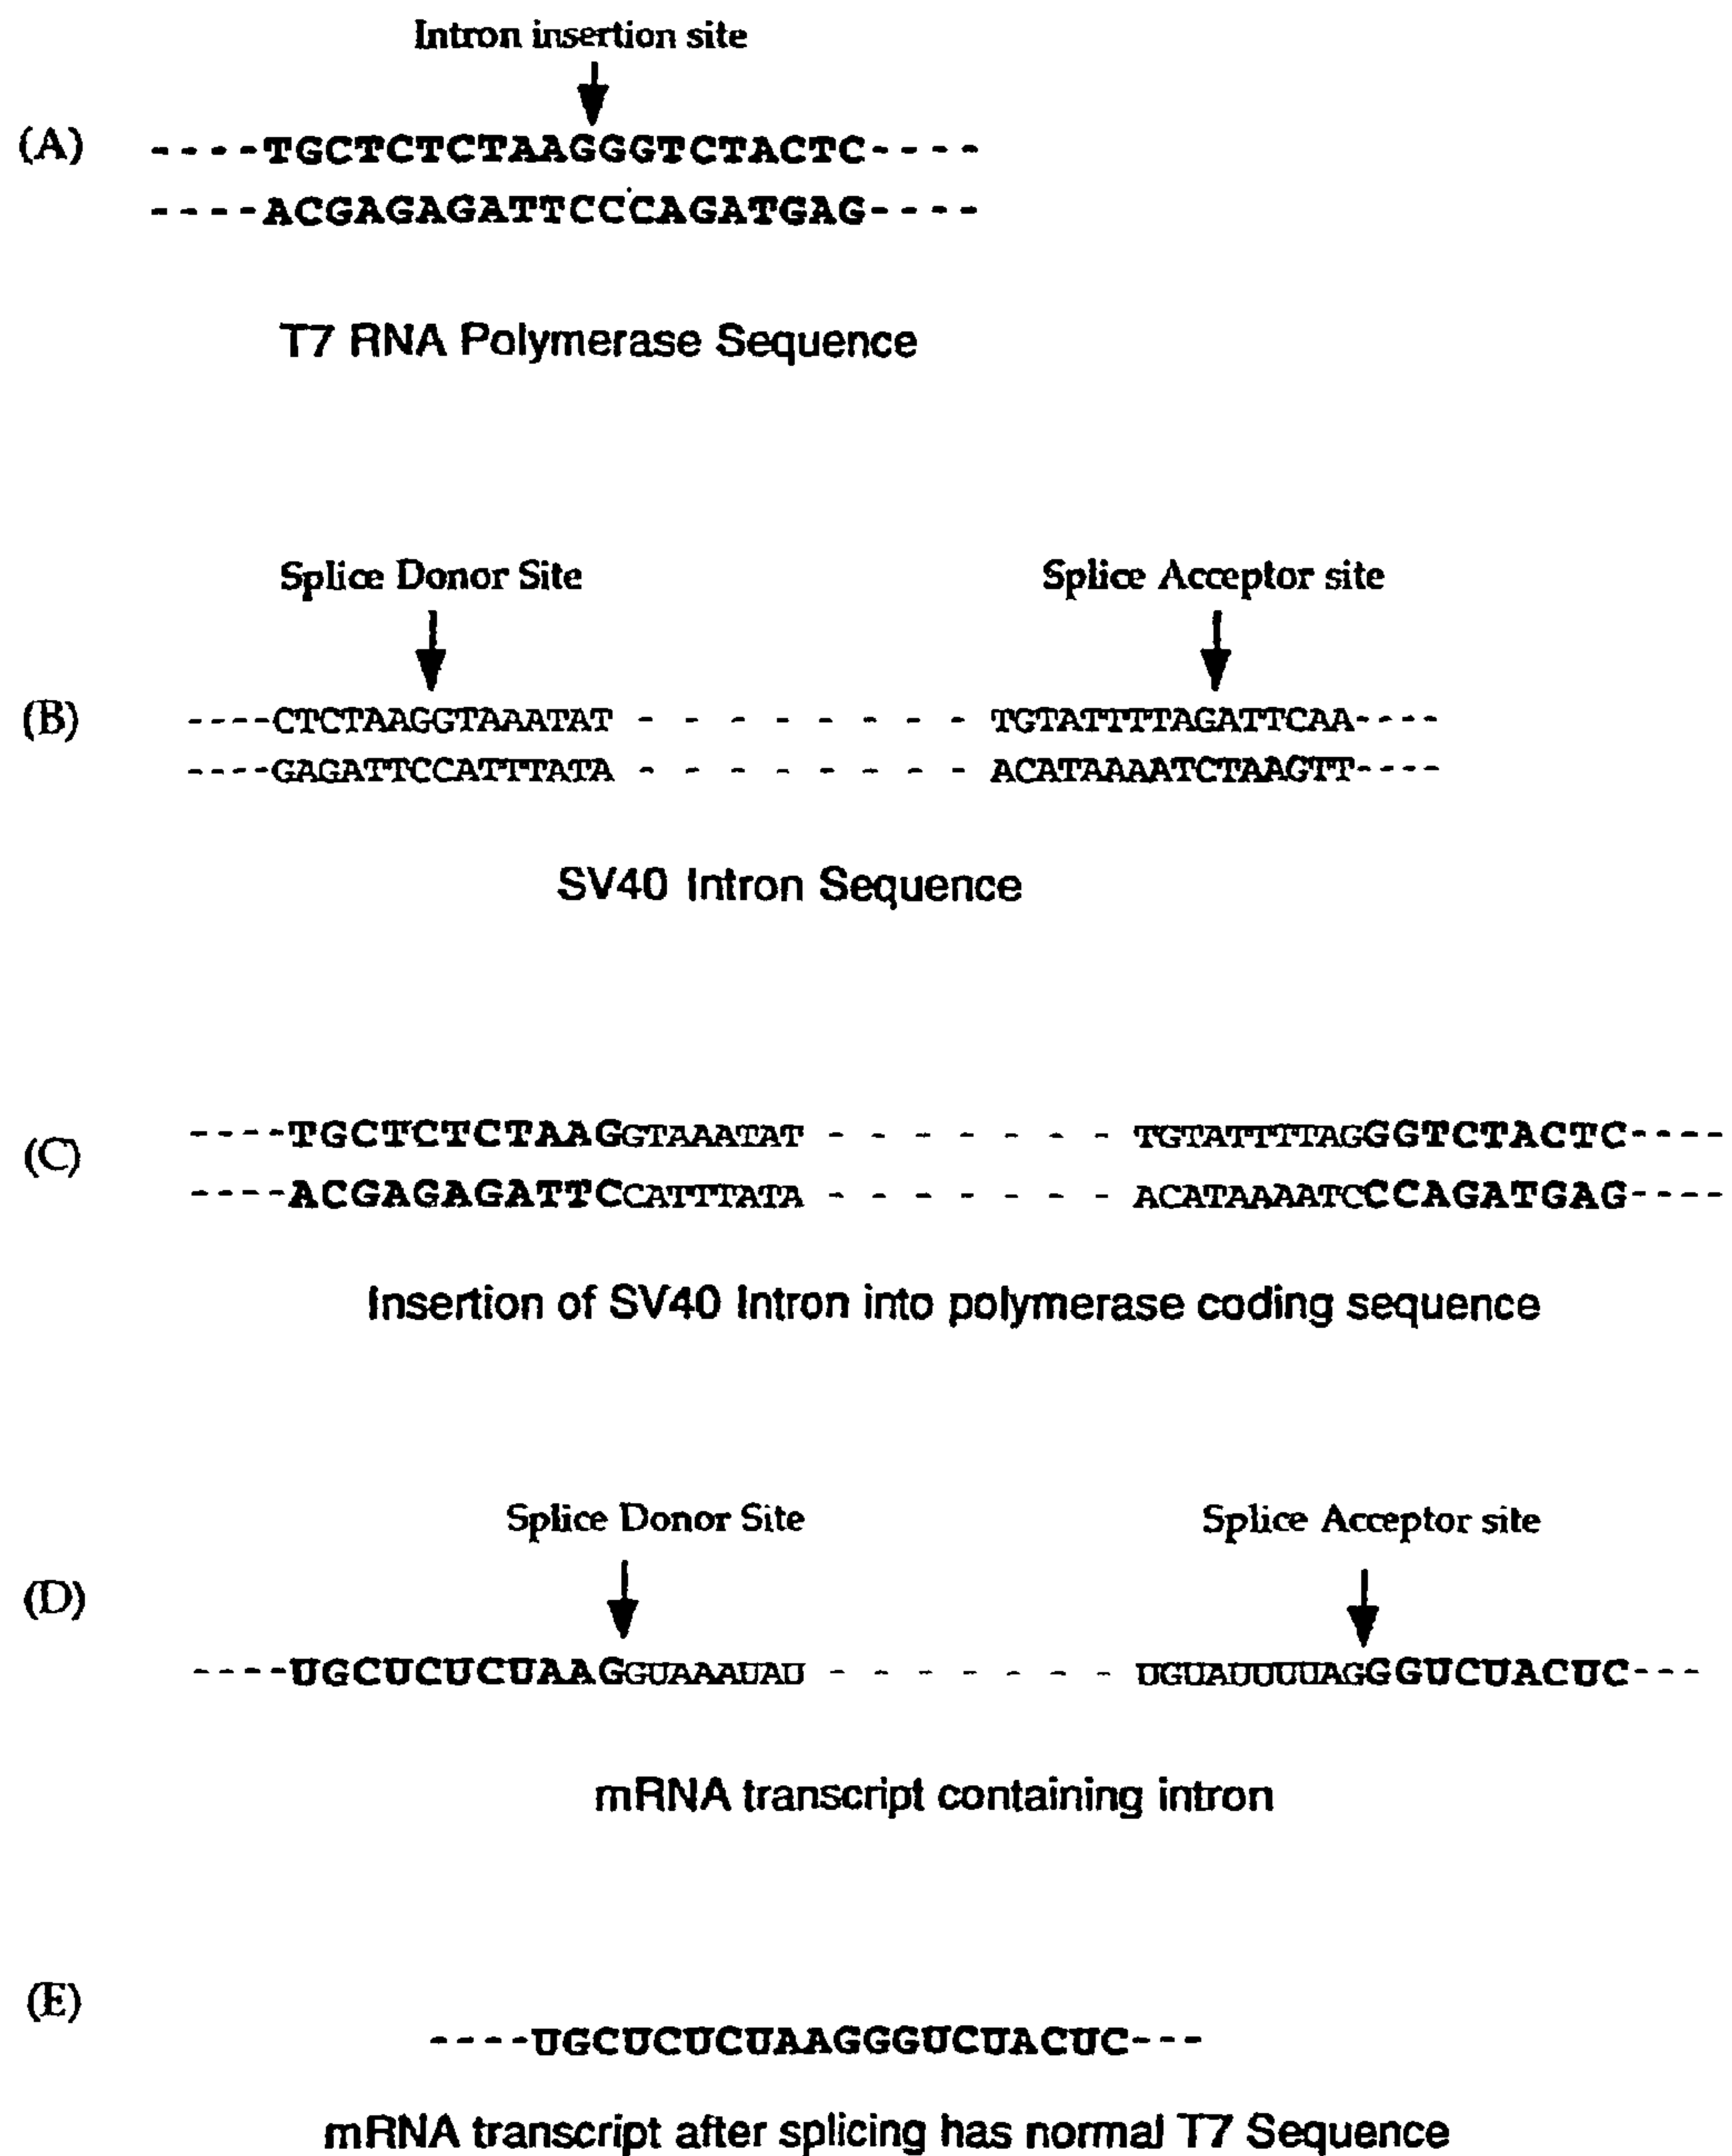 Intron insertion site
(A) ----TGCTCTCTAAGGGTCTACTC----
----ACGAGAGATTCCCAGATGAG----
T7 RNA Polymerase Sequence
Splice Donor Site Splice Acceptor site
(B) ----CTCTAAGGTAAATAT - - - - - - - - TGTATTTTAGATTCAA----
----GAGATTCCATTTATA - - - - - - - - ACATAAAATCTAAGTT----
SV40 Intron Sequence
(C) ----TGCTCTCTAAGGTAAATAT - - - - - - - TGTATTTTAGGGTCTACTC----
----ACGAGAGATTCCATTTATA - - - - - - - ACATAAAATCCCAGATGAG----
Insertion of SV40 Intron into polymerase coding sequence
Splice Donor Site Splice Acceptor site
(D) ----UGCUCUCUAAGGUAAAUAU - - - - - - - UGUAUUUUAGGGUCUACUC---
mRNA transcript containing intron
(E)
----UGCUCUCUAAGGGUCUACUC---
mRNA transcript after splicing has normal T7 Sequence